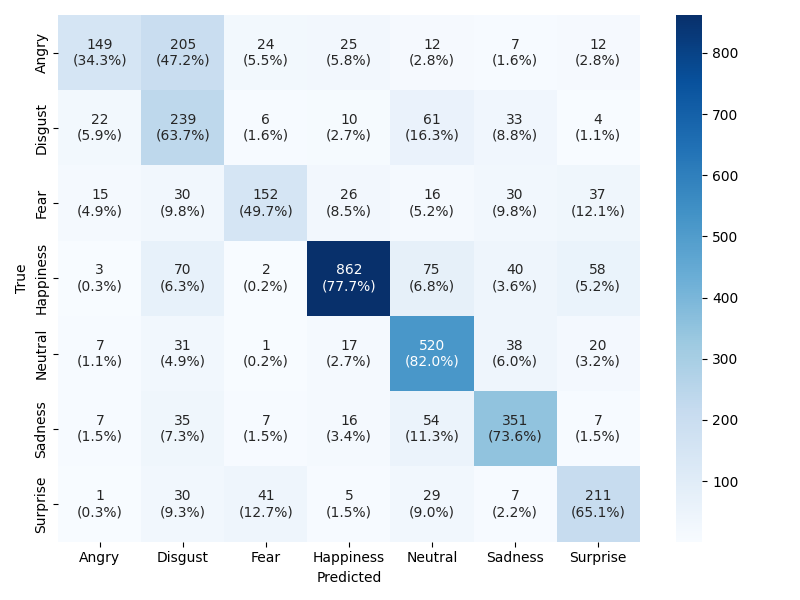 Angry 149 205 24 25 12 7 12
(34.3%) (47.2%) (5.5%) (5.8%) (2.8%) (1.6%) (2.8%)
Disgust 22 239 6 10 61 33 4
(5.9%) (63.7%) (1.6%) (2.7%) (16.3%) (8.8%) (1.1%)
Fear 15 30 152 26 16 30 37
(4.9%) (9.8%) (49.7%) (8.5%) (5.2%) (9.8%) (12.1%)
True
Happiness 3 70 2 862 75 40 58
(0.3%) (6.3%) (0.2%) (77.7%) (6.8%) (3.6%) (5.2%)
Neutral 7 31 1 17 520 38 20
(1.1%) (4.9%) (0.2%) (2.7%) (82.0%) (6.0%) (3.2%)
Sadness 7 35 7 16 54 351 7
(1.5%) (7.3%) (1.5%) (3.4%) (11.3%) (73.6%) (1.5%)
Surprise 1 30 41 5 29 7 211
(0.3%) (9.3%) (12.7%) (1.5%) (9.0%) (2.2%) (65.1%)
Angry Disgust Fear Happiness Neutral Sadness Surprise
Predicted
800
700
600
500
400
300
200
100